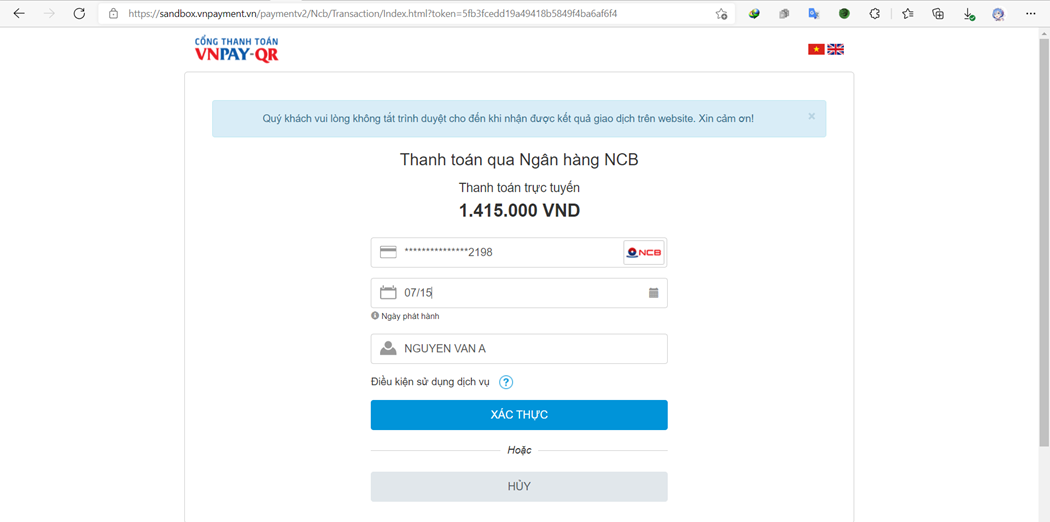 https://sandbox.vnpayment.vn/paymentv2/Ncb/Transaction/Index.html?token=5fb3fcedd19a49418b5849f4ba6af6f4
CỔNG THANH TOÁN
VNPAY-QR
Quý khách vui lòng không tắt trình duyệt cho đến khi nhận được kết quả giao dịch trên website. Xin cảm ơn!
×
Thanh toán qua Ngân hàng NCB
Thanh toán trực tuyến
1.415.000 VND
***************2198
NCB
07/15
Ngày phát hành
NGUYEN VAN A
Điều kiện sử dụng dịch vụ ?
XÁC THỰC
Hoặc
HỦY